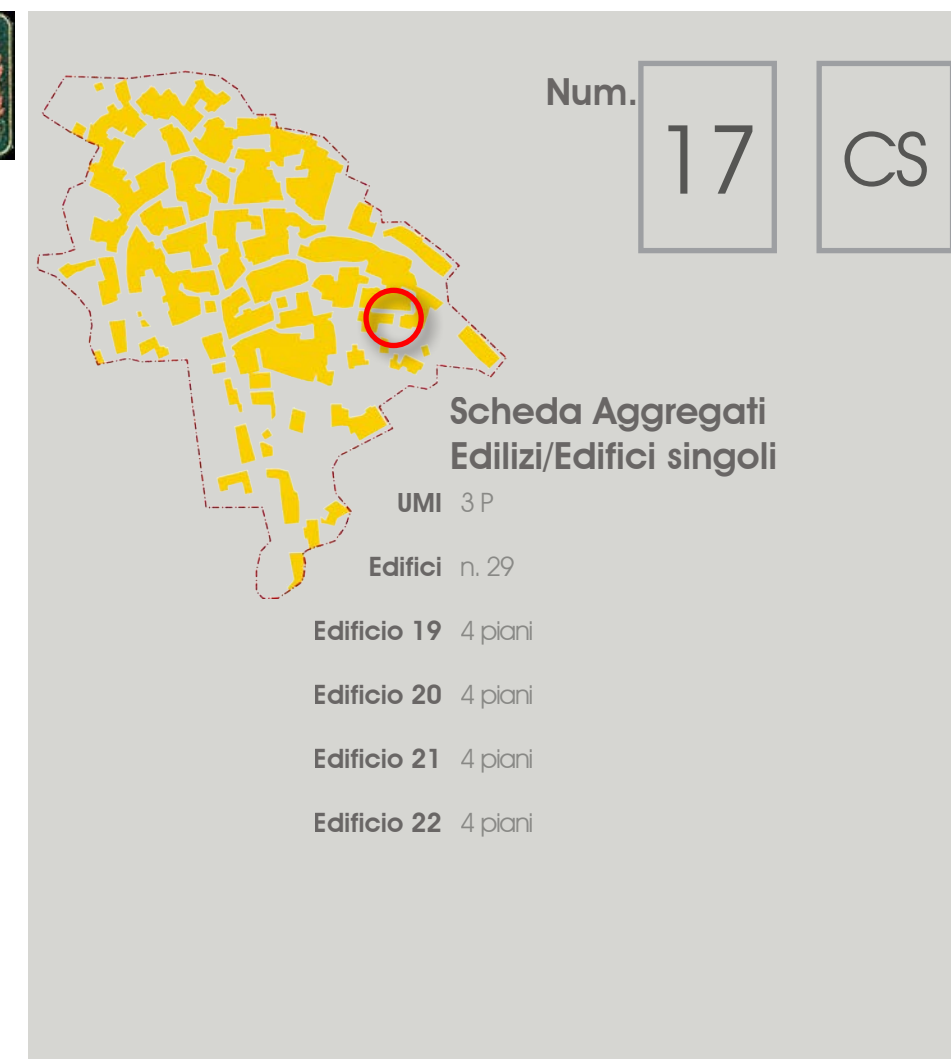 Num.
17
CS
Scheda Aggregati
Edilizi/Edifici singoli
UMI 3 P
Edifici n. 29
Edificio 19 4 piani
Edificio 20 4 piani
Edificio 21 4 piani
Edificio 22 4 piani